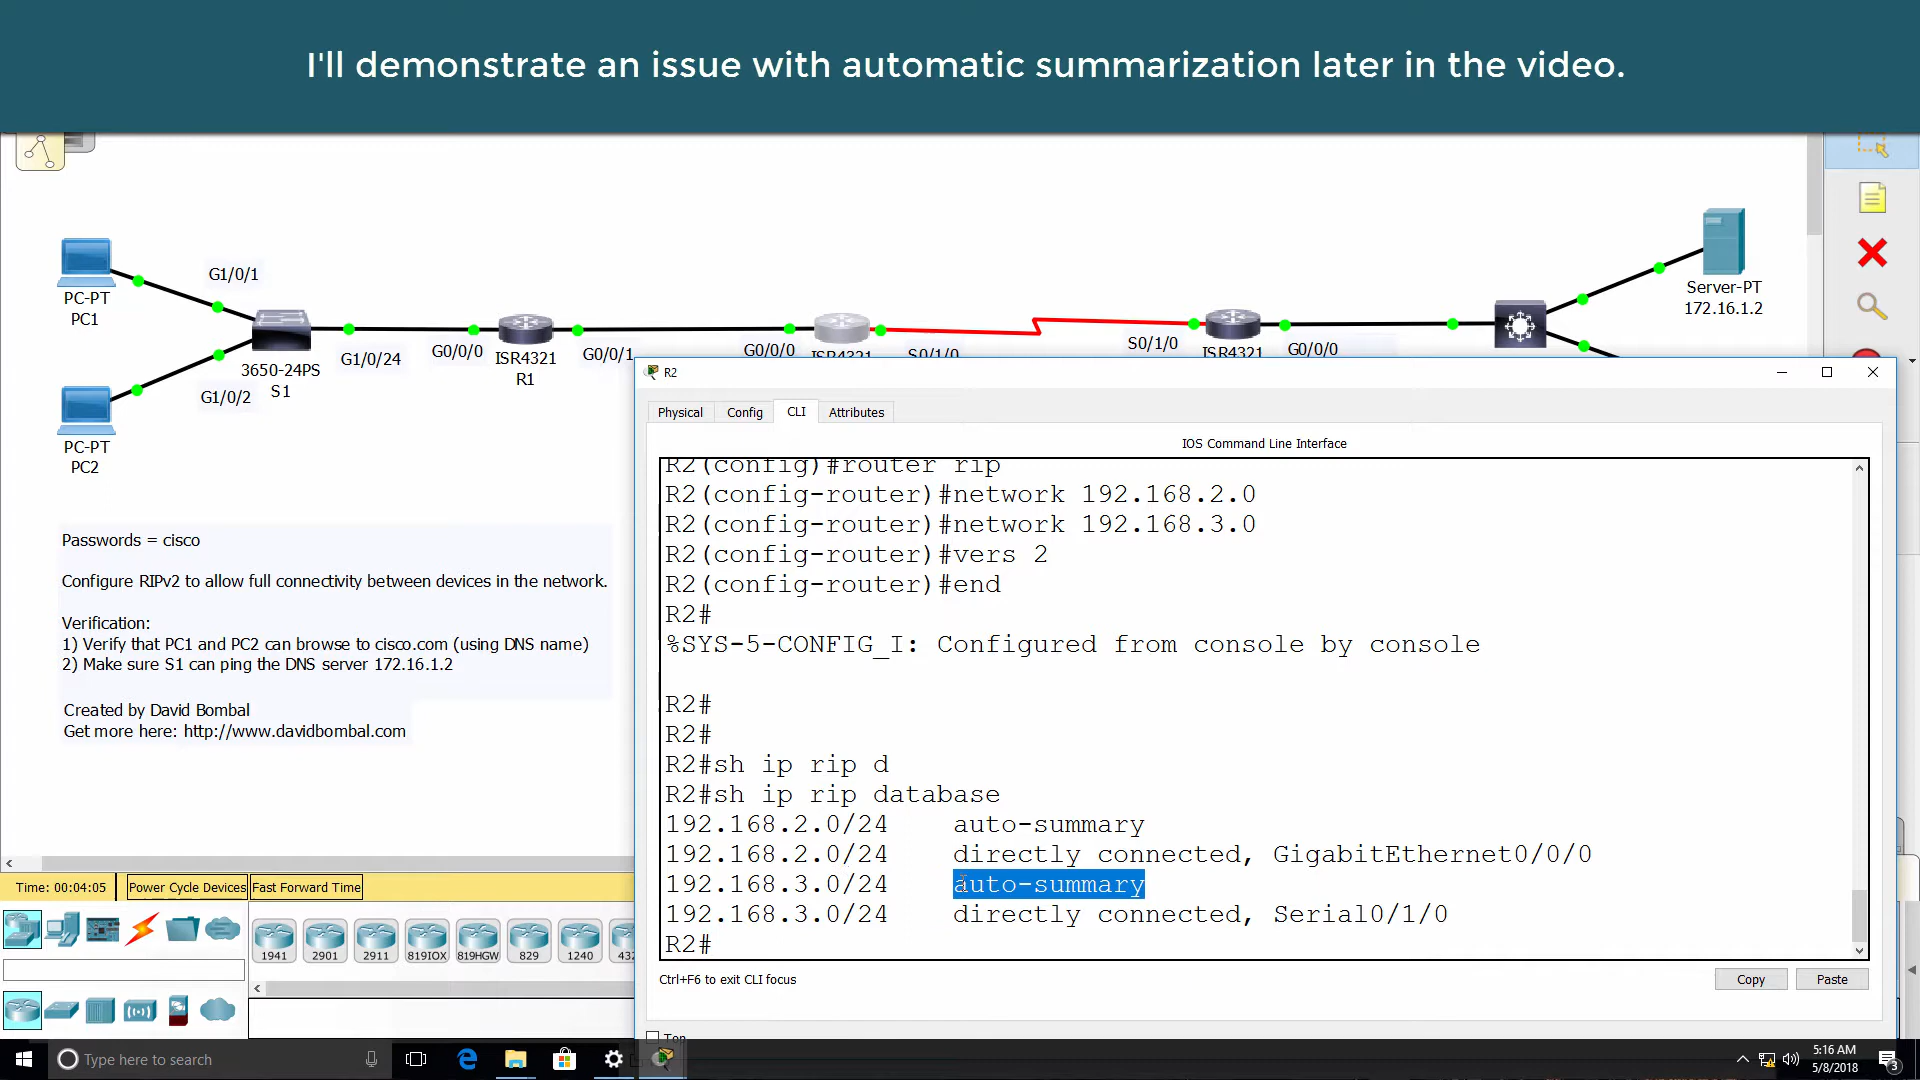 I'll demonstrate an issue with automatic summarization later in the video.
PC-PT
PC1
G1/0/1
3650-24PS
S1
G1/0/24
G0/0/0
ISR4321
R1
G0/0/1
G0/0/0
ISR4321
S0/1/0
S0/1/0
ISR4321
G0/0/0
Server-PT
172.16.1.2
G1/0/2
PC-PT
PC2
Passwords = cisco
Configure RIPv2 to allow full connectivity between devices in the network.
Verification:
1) Verify that PC1 and PC2 can browse to cisco.com (using DNS name)
2) Make sure S1 can ping the DNS server 172.16.1.2
Created by David Bombal
Get more here: http://www.davidbombal.com
R2
Physical
Config
CLI
Attributes
IOS Command Line Interface
R2(config)#router rip
R2(config-router)#network 192.168.2.0
R2(config-router)#network 192.168.3.0
R2(config-router)#vers 2
R2(config-router)#end
R2#
%SYS-5-CONFIG_I: Configured from console by console
R2#
R2#
R2#sh ip rip d
R2#sh ip rip database
192.168.2.0/24 auto-summary
192.168.2.0/24 directly connected, GigabitEthernet0/0/0
192.168.3.0/24 auto-summary
192.168.3.0/24 directly connected, Serial0/1/0
R2#
Ctrl+F6 to exit CLI focus
Copy
Paste
Top
Time: 00:04:05
Power Cycle Devices
Fast Forward Time
1941
2901
2911
819IOX
819HGW
829
1240
Type here to search
5:16 AM
5/8/2018
3